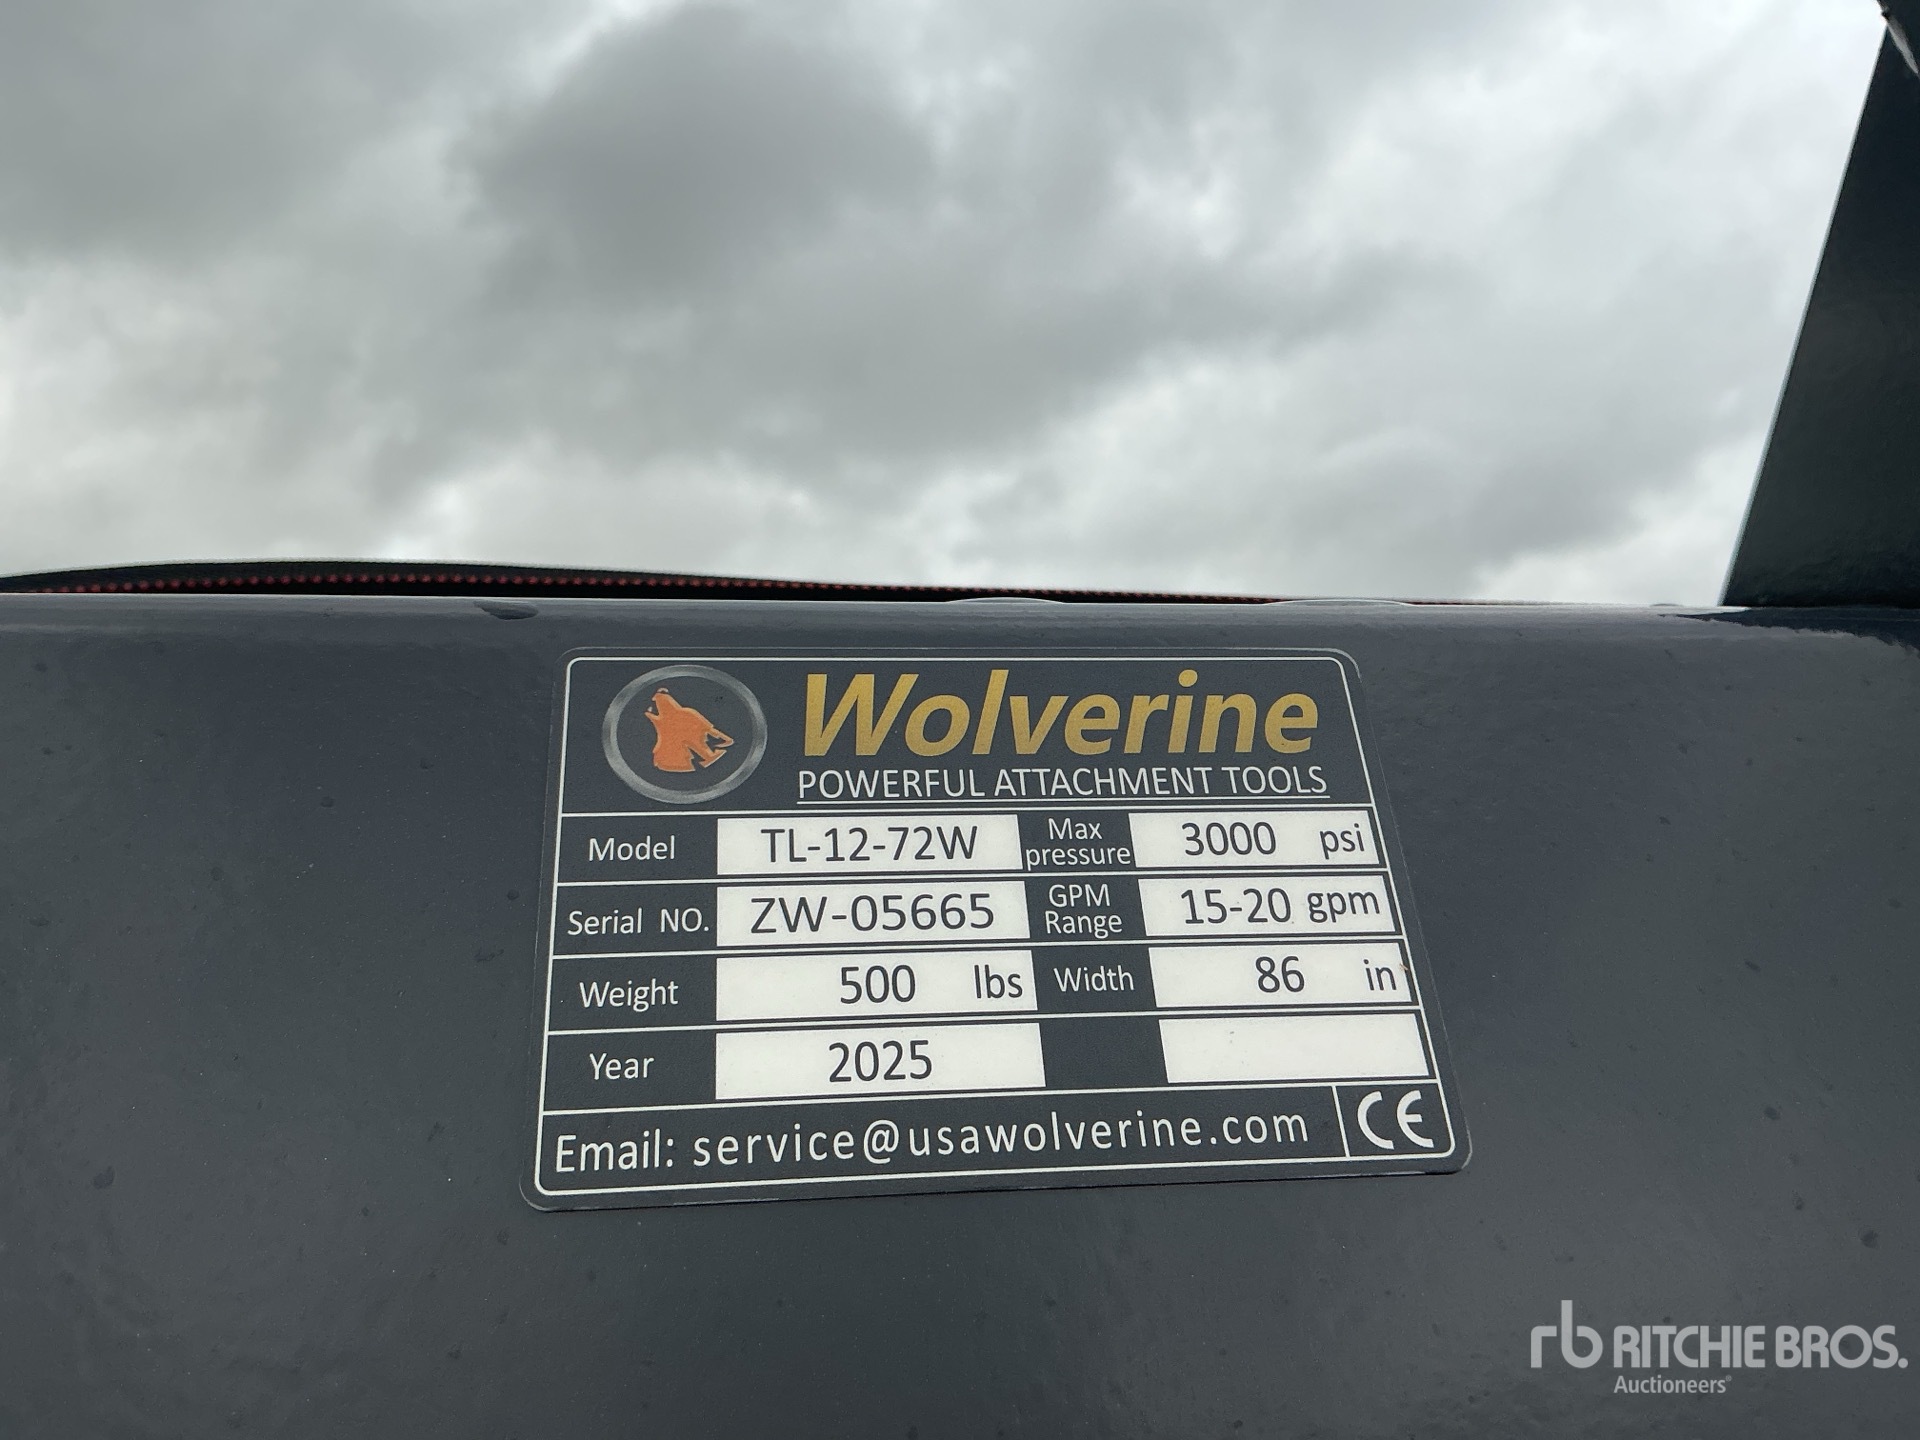 Wolverine
POWERFUL ATTACHMENT TOOLS
Model TL-12-72W Max pressure 3000 psi
Serial NO. ZW-05665 GPM Range 15-20 gpm
Weight 500 lbs Width 86 in
Year 2025
Email: service@usawolverine.com CE
rb RITCHIE BROS.
Auctioneers